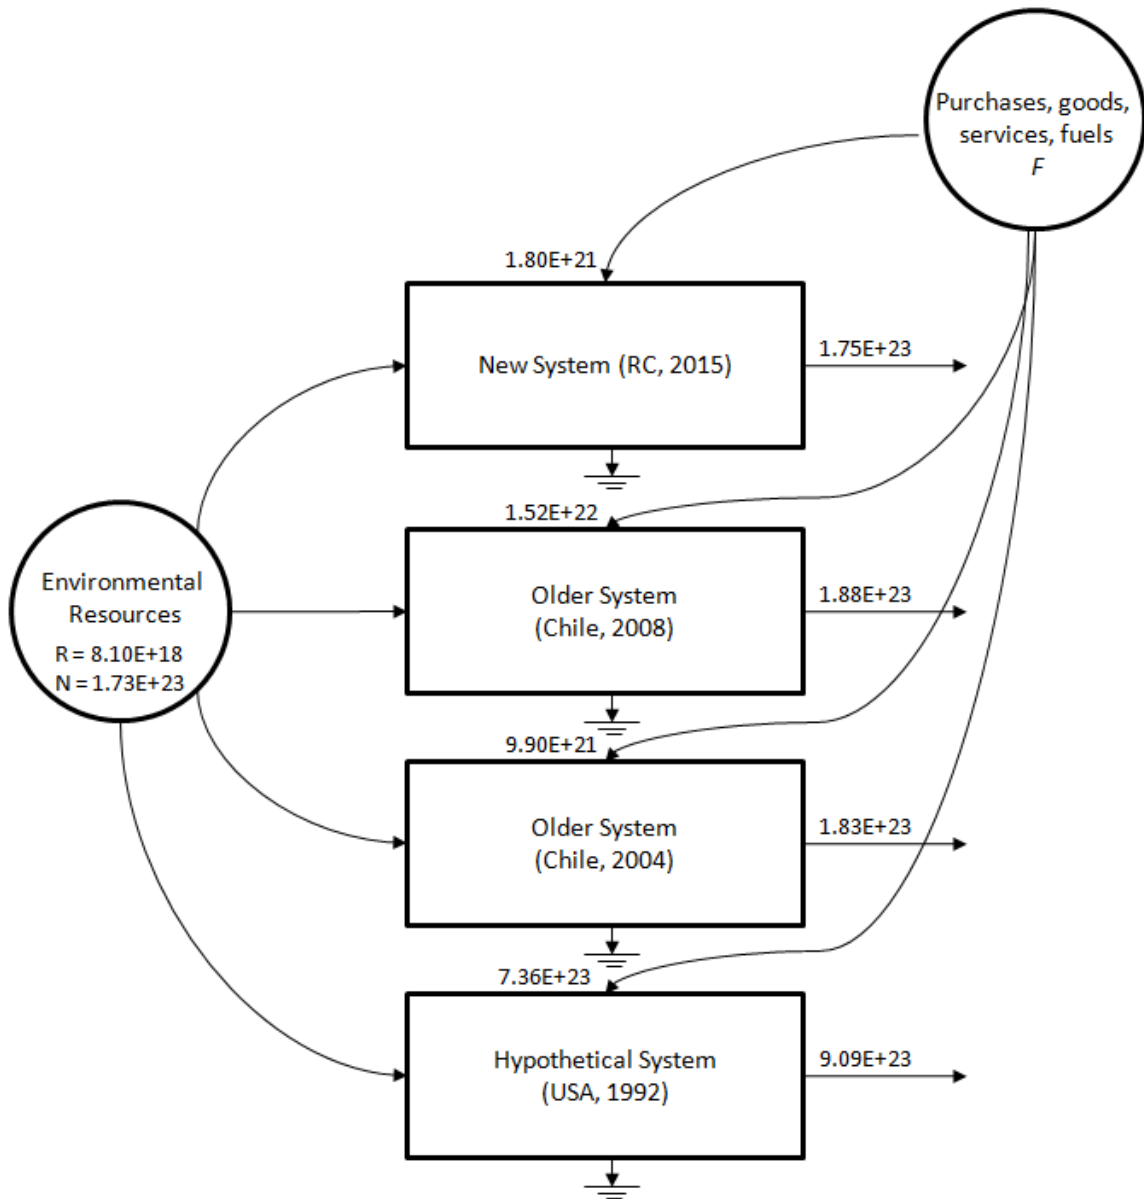 Purchases, goods,
services, fuels
F
1.80E+21
New System (RC, 2015)
1.75E+23
1.52E+22
Older System
(Chile, 2008)
1.88E+23
Environmental
Resources
R = 8.10E+18
N = 1.73E+23
9.90E+21
Older System
(Chile, 2004)
1.83E+23
7.36E+23
Hypothetical System
(USA, 1992)
9.09E+23